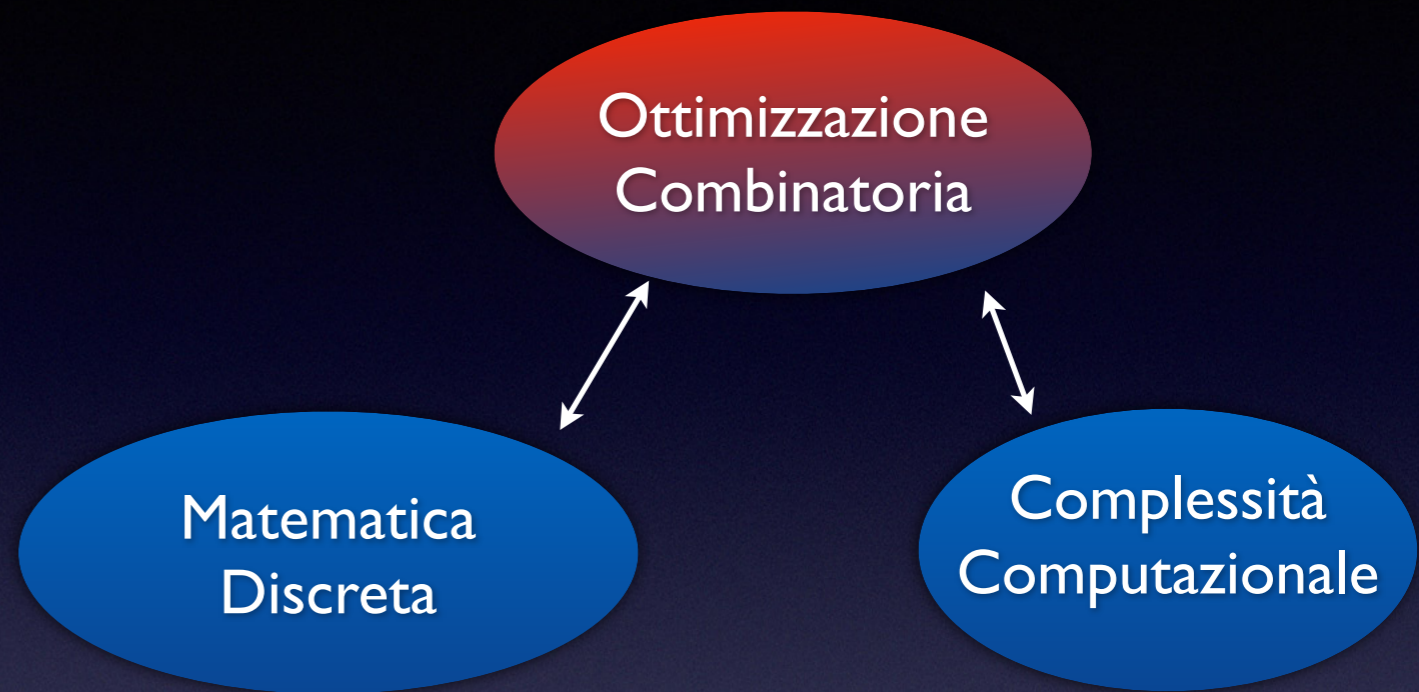 Ottimizzazione
Combinatoria
Matematica
Discreta
Complessità
Computazionale